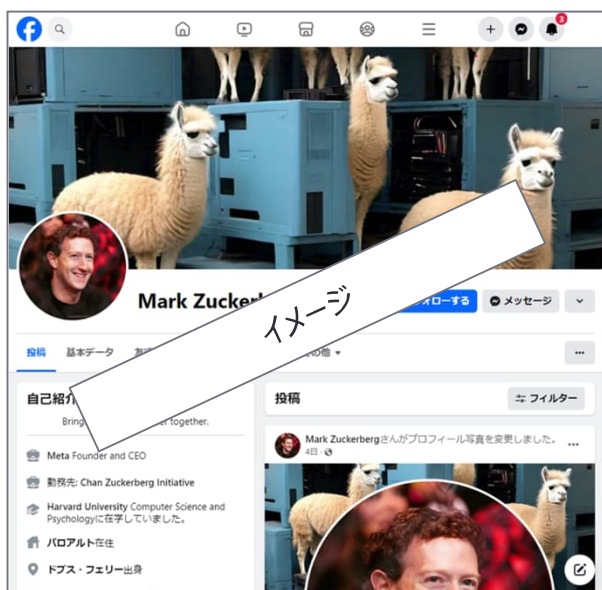 3
Mark
イメージ
フォローする
メッセージ
投稿
基本データ
その他
自己紹介
投稿
フィルター
together.
Mark Zuckerbergさんがプロフィール写真を変更しました。
4日
Meta Founder and CEO
勤務先: Chan Zuckerberg Initiative
Harvard University Computer Science and
Psychologyに在学していました。
パロアルト在住
ドブス・フェリー出身